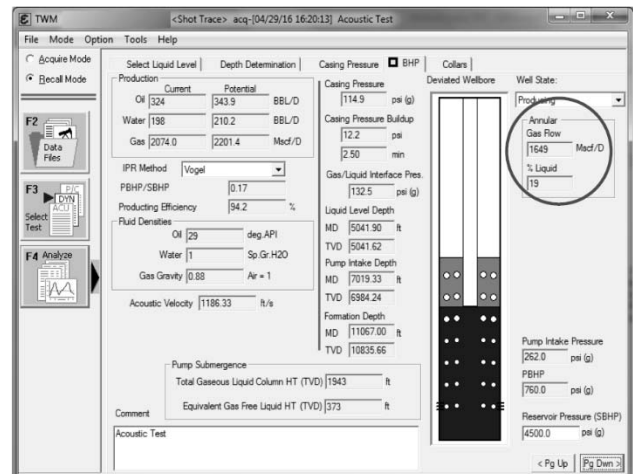 TWM
<Shot Trace> acq-[04/29/16 16:20:13] Acoustic Test
File Mode Option Tools Help
Acquire Mode
Recall Mode
F2
Data
Files
F3
P/C
DYN
ACU
Select
Test
F4 Analyze
Select Liquid Level
Depth Determination
Casing Pressure
BHP
Collars
Production
Current Potential
Oil 324 343.9 BBL/D
Water 198 210.2 BBL/D
Gas 2074.0 2201.4 Mscf/D
IPR Method Vogel
PBHP/SBHP 0.17
Producting Efficiency 94.2 %
Fluid Densities
Oil 29 deg.API
Water 1 Sp.Gr.H2O
Gas Gravity 0.88 Air = 1
Acoustic Velocity 1186.33 ft/s
Casing Pressure
114.9 psi (g)
Casing Pressure Buildup
12.2 psi
2.50 min
Gas/Liquid Interface Pres.
132.5 psi (g)
Liquid Level Depth
MD 5041.90 ft
TVD 5041.62
Pump Intake Depth
MD 7019.33 ft
TVD 6984.24
Formation Depth
MD 11067.00 ft
TVD 10835.66
Pump Submergence
Total Gaseous Liquid Column HT (TVD) 1943 ft
Equivalent Gas Free Liquid HT (TVD) 373 ft
Comment
Acoustic Test
Deviated Wellbore
Well State:
Producing
Annular
Gas Flow
1649 Mscf/D
% Liquid
19
Pump Intake Pressure
262.0 psi (g)
PBHP
760.0 psi (g)
Reservoir Pressure (SBHP)
4500.0 psi (g)
< Pg Up
Pg Dwn >